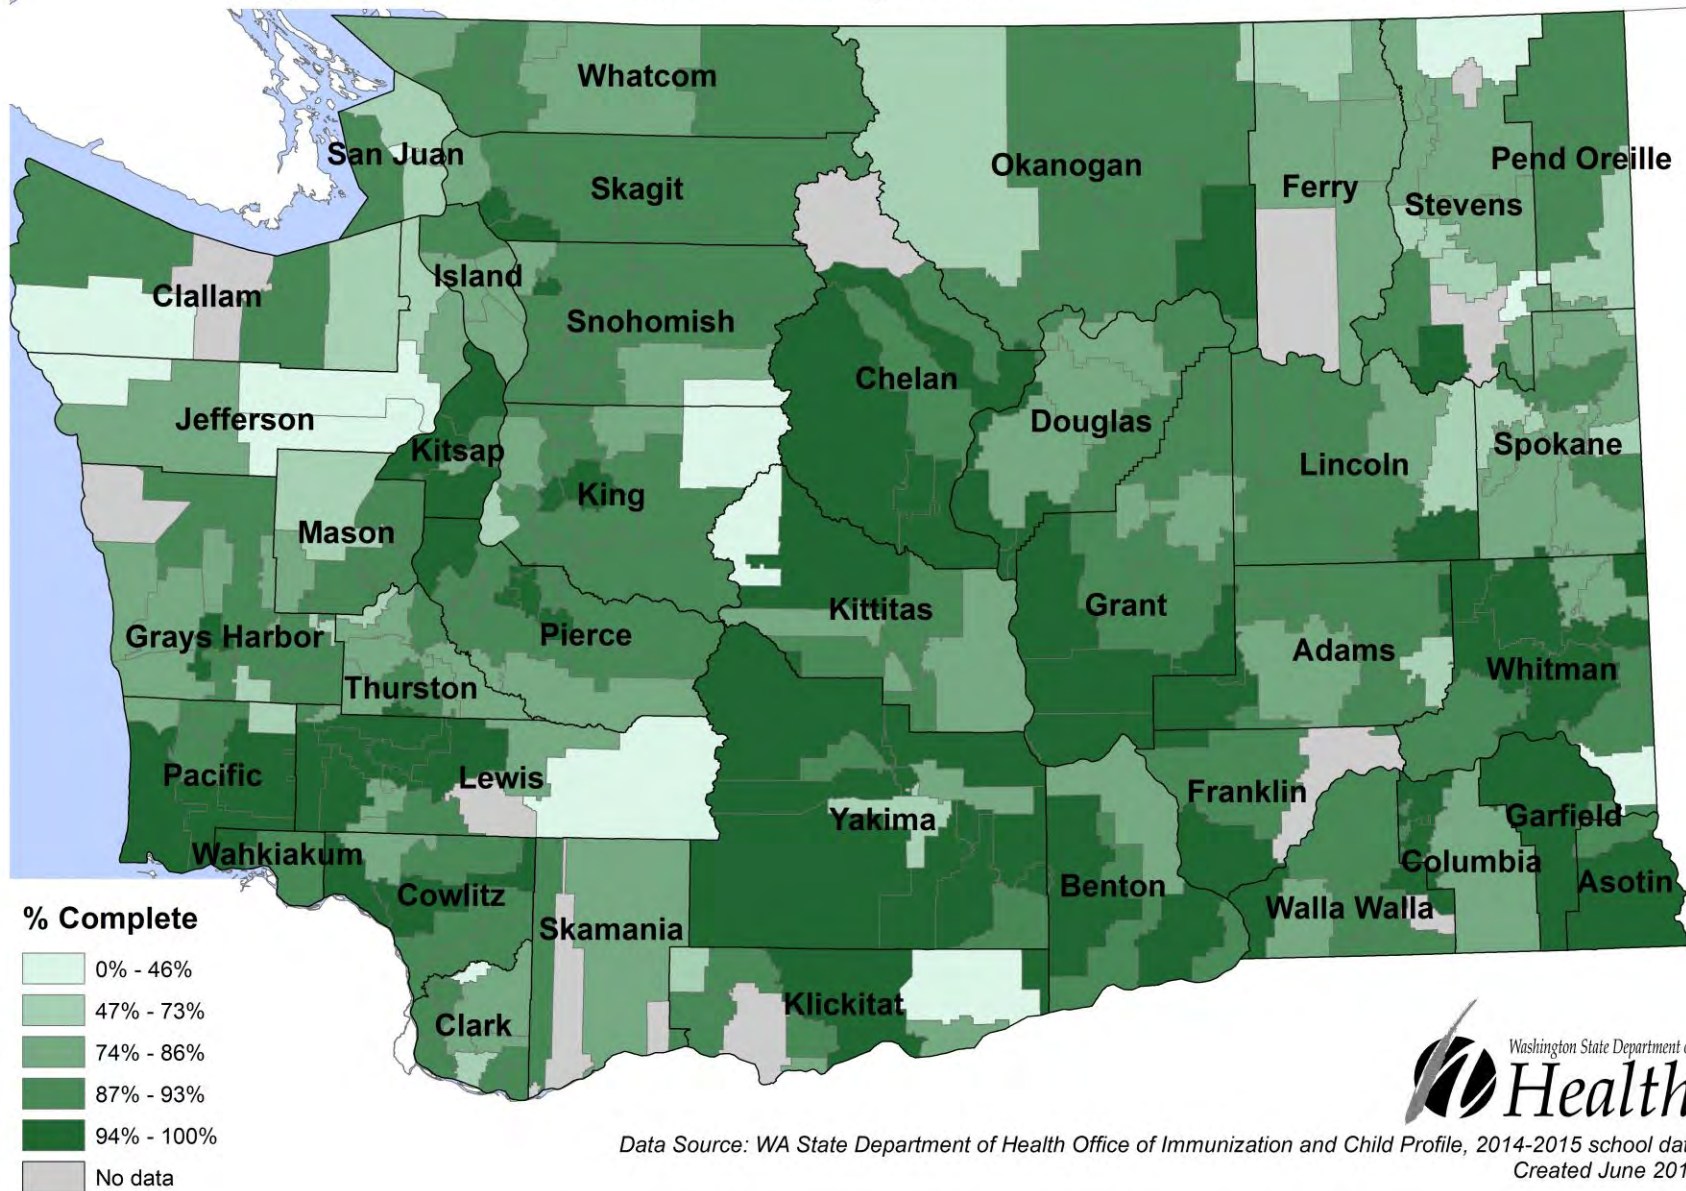 Whatcom
San Juan
Skagit
Okanogan
Ferry
Pend Oreille
Stevens
Island
Clallam
Snohomish
Chelan
Douglas
Jefferson
Kitsap
King
Lincoln
Spokane
Mason
Grays Harbor
Pierce
Kittitas
Grant
Adams
Whitman
Thurston
Pacific
Lewis
Yakima
Franklin
Garfield
Wahkiakum
Cowlitz
Benton
Columbia
Asotin
Walla Walla
Skamania
Klickitat
Clark
% Complete
0% - 46%
47% - 73%
74% - 86%
87% - 93%
94% - 100%
No data
Washington State Department
Health
Data Source: WA State Department of Health Office of Immunization and Child Profile, 2014-2015 school dat
Created June 201